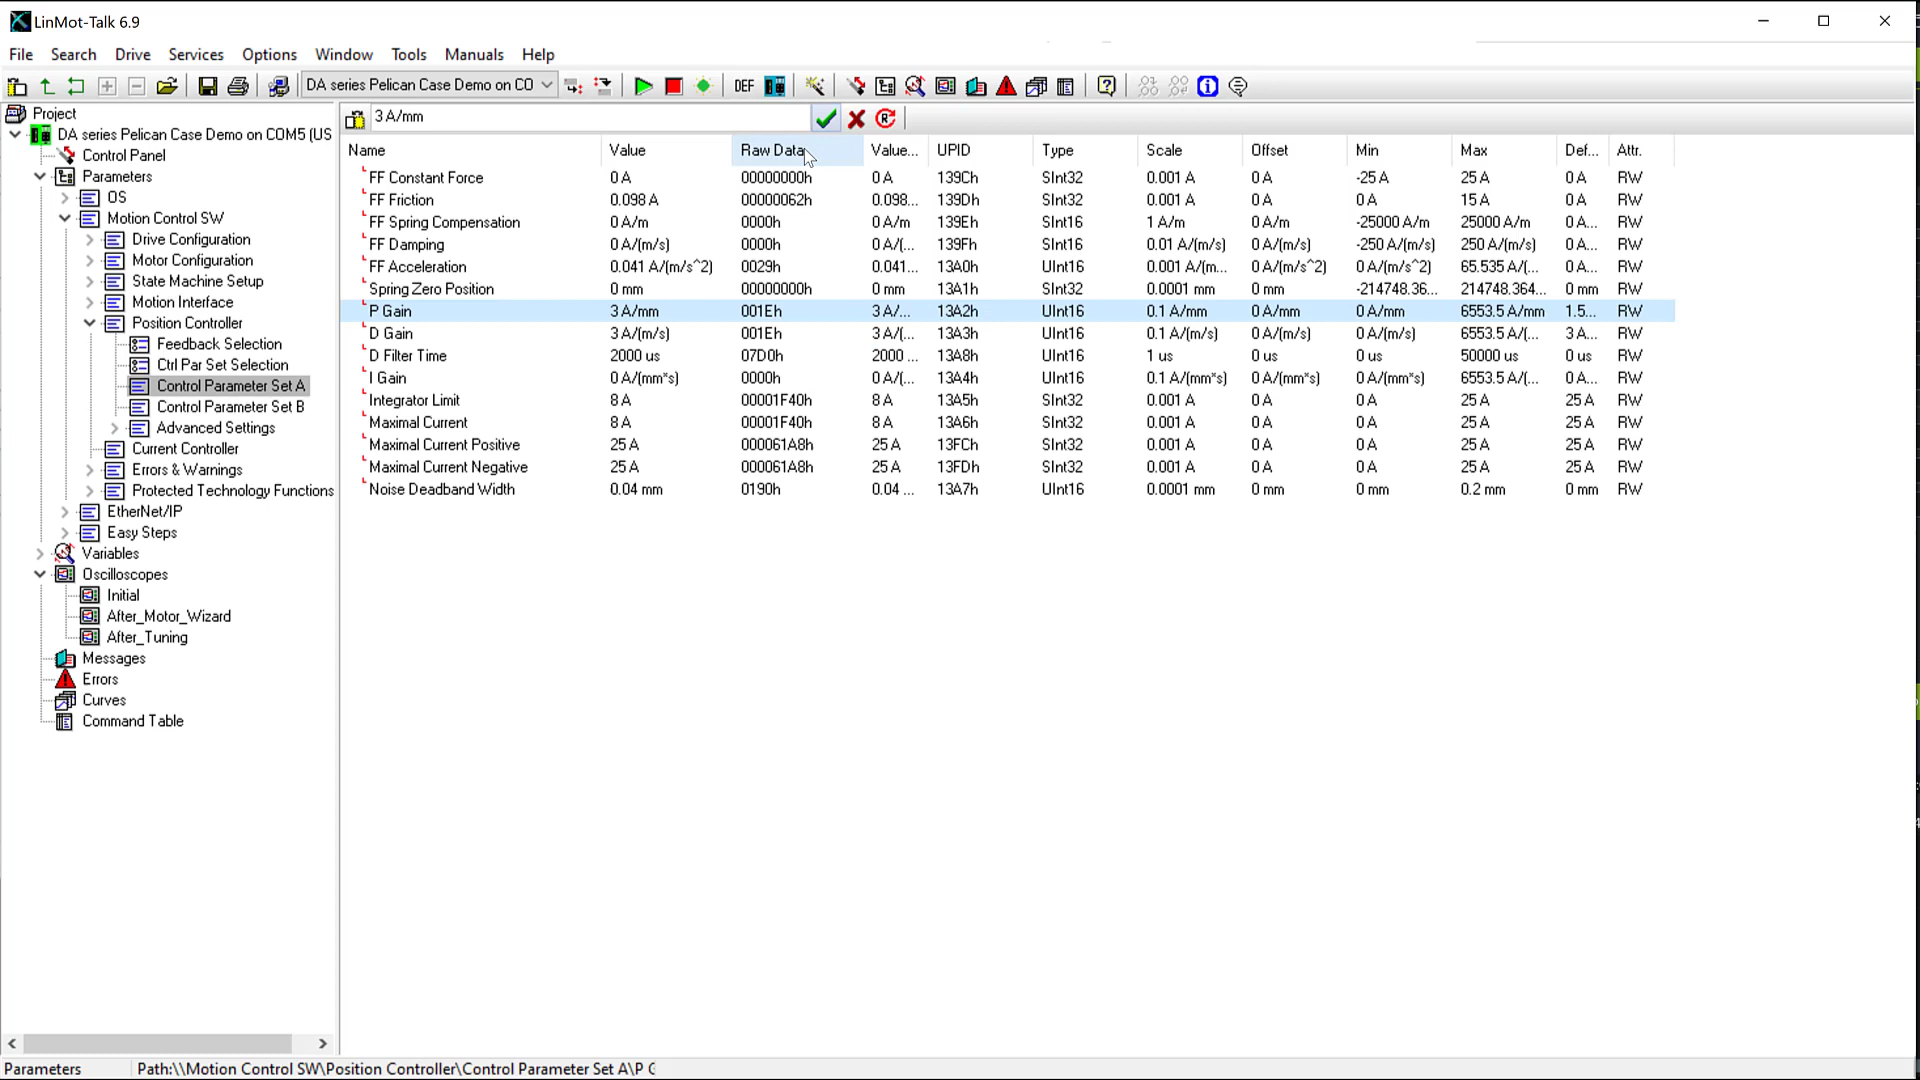 LinMot-Talk 6.9
File Search Drive Services Options Window Tools Manuals Help
DA series Pelican Case Demo on CO DEF
Project
DA series Pelican Case Demo on COM5 (US
Control Panel
Parameters
OS
Motion Control SW
Drive Configuration
Motor Configuration
State Machine Setup
Motion Interface
Position Controller
Feedback Selection
Ctrl Par Set Selection
Control Parameter Set A
Control Parameter Set B
Advanced Settings
Current Controller
Errors & Warnings
Protected Technology Functions
EtherNet/IP
Easy Steps
Variables
Oscilloscopes
Initial
After_Motor_Wizard
After_Tuning
Messages
Errors
Curves
Command Table
3 A/mm
Name Value Raw Data Value... UPID Type Scale Offset Min Max Def... Attr.
FF Constant Force 0 A 00000000h 0 A 139Ch SInt32 0.001 A 0 A -25 A 25 A 0 A RW
FF Friction 0.098 A 00000062h 0.098... 139Dh SInt32 0.001 A 0 A 0 A 15 A 0 A RW
FF Spring Compensation 0 A/m 0000h 0 A/m 139Eh SInt16 1 A/m 0 A/m -25000 A/m 25000 A/m 0 A... RW
FF Damping 0 A/(m/s) 0000h 0 A/(... 139Fh SInt16 0.01 A/(m/s) 0 A/(m/s) -250 A/(m/s) 250 A/(m/s) 0 A... RW
FF Acceleration 0.041 A/(m/s^2) 0029h 0.041... 13A0h UInt16 0.001 A/(m... 0 A/(m/s^2) 0 A/(m/s^2) 65.535 A/(... 0 A... RW
Spring Zero Position 0 mm 00000000h 0 mm 13A1h SInt32 0.0001 mm 0 mm -214748.36... 214748.364... 0 mm RW
P Gain 3 A/mm 001Eh 3 A/... 13A2h UInt16 0.1 A/mm 0 A/mm 0 A/mm 6553.5 A/mm 1.5... RW
D Gain 3 A/(m/s) 001Eh 3 A/(... 13A3h UInt16 0.1 A/(m/s) 0 A/(m/s) 0 A/(m/s) 6553.5 A/(... 3 A... RW
D Filter Time 2000 us 07D0h 2000 ... 13A8h UInt16 1 us 0 us 0 us 50000 us 0 us RW
I Gain 0 A/(mm*s) 0000h 0 A/(... 13A4h UInt16 0.1 A/(mm*s) 0 A/(mm*s) 0 A/(mm*s) 6553.5 A/(... 0 A... RW
Integrator Limit 8 A 00001F40h 8 A 13A5h SInt32 0.001 A 0 A 0 A 25 A 25 A RW
Maximal Current 8 A 00001F40h 8 A 13A6h SInt32 0.001 A 0 A 0 A 25 A 25 A RW
Maximal Current Positive 25 A 000061A8h 25 A 13FCh SInt32 0.001 A 0 A 0 A 25 A 25 A RW
Maximal Current Negative 25 A 000061A8h 25 A 13FDh SInt32 0.001 A 0 A 0 A 25 A 25 A RW
Noise Deadband Width 0.04 mm 0190h 0.04 ... 13A7h UInt16 0.0001 mm 0 mm 0 mm 0.2 mm 0 mm RW
Parameters Path:\\Motion Control SW\Position Controller\Control Parameter Set A\P G